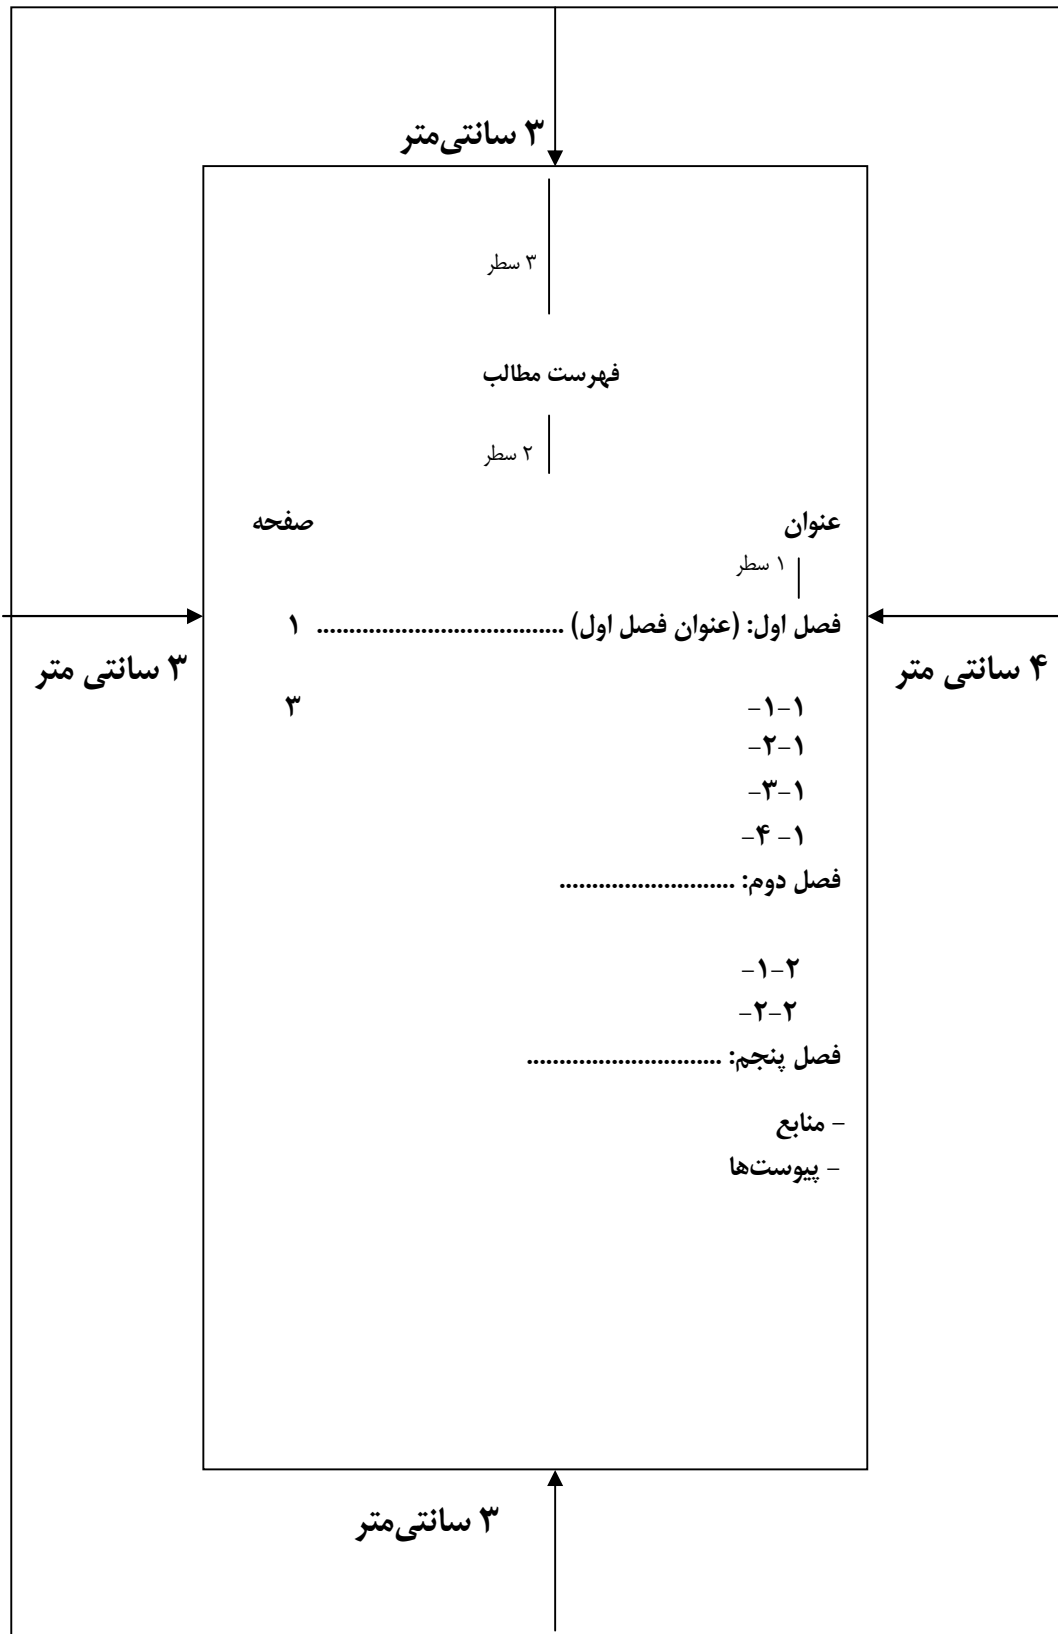 ۳ سانتی‌متر
۳ سطر
فهرست مطالب
۲ سطر
عنوان صفحه
۱ سطر
فصل اول: (عنوان فصل اول) ...................................... ۱
۴ سانتی متر
۳ سانتی متر
۱-۱- ۳
۱-۲-
۱-۳-
۱- ۴-
فصل دوم: ...........................
۲-۱-
۲-۲-
فصل پنجم: ..............................
- منابع
- پیوست‌ها
۳ سانتی‌متر